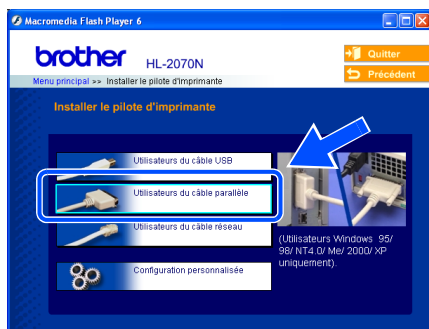 Macromedia Flash Player 6
brother
HL-2070N
Quitter
Précédent
Menu principal >> Installer le pilote d'imprimante
Installer le pilote d'imprimante
Utilisateurs du câble USB
Utilisateurs du câble parallèle
Utilisateurs du câble réseau
Configuration personnalisée
(Utilisateurs Windows 95/
98/ NT4.0/ Me/ 2000/ XP
uniquement).